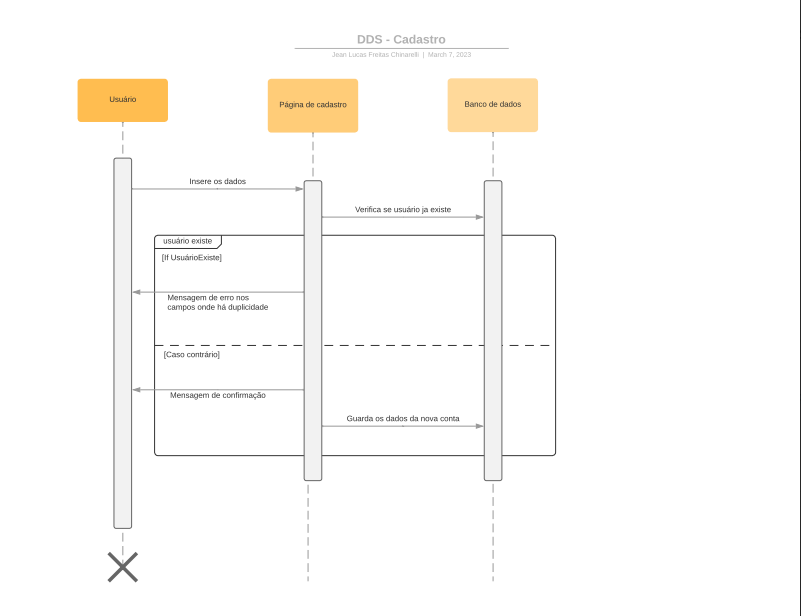 DDS - Cadastro
Jean Lucas Freitas Chinarelli | March 7, 2023
Usuário
Página de cadastro
Banco de dados
Insere os dados
Verifica se usuário ja existe
usuário existe
[If UsuárioExiste]
Mensagem de erro nos
campos onde há duplicidade
[Caso contrário]
Mensagem de confirmação
Guarda os dados da nova conta